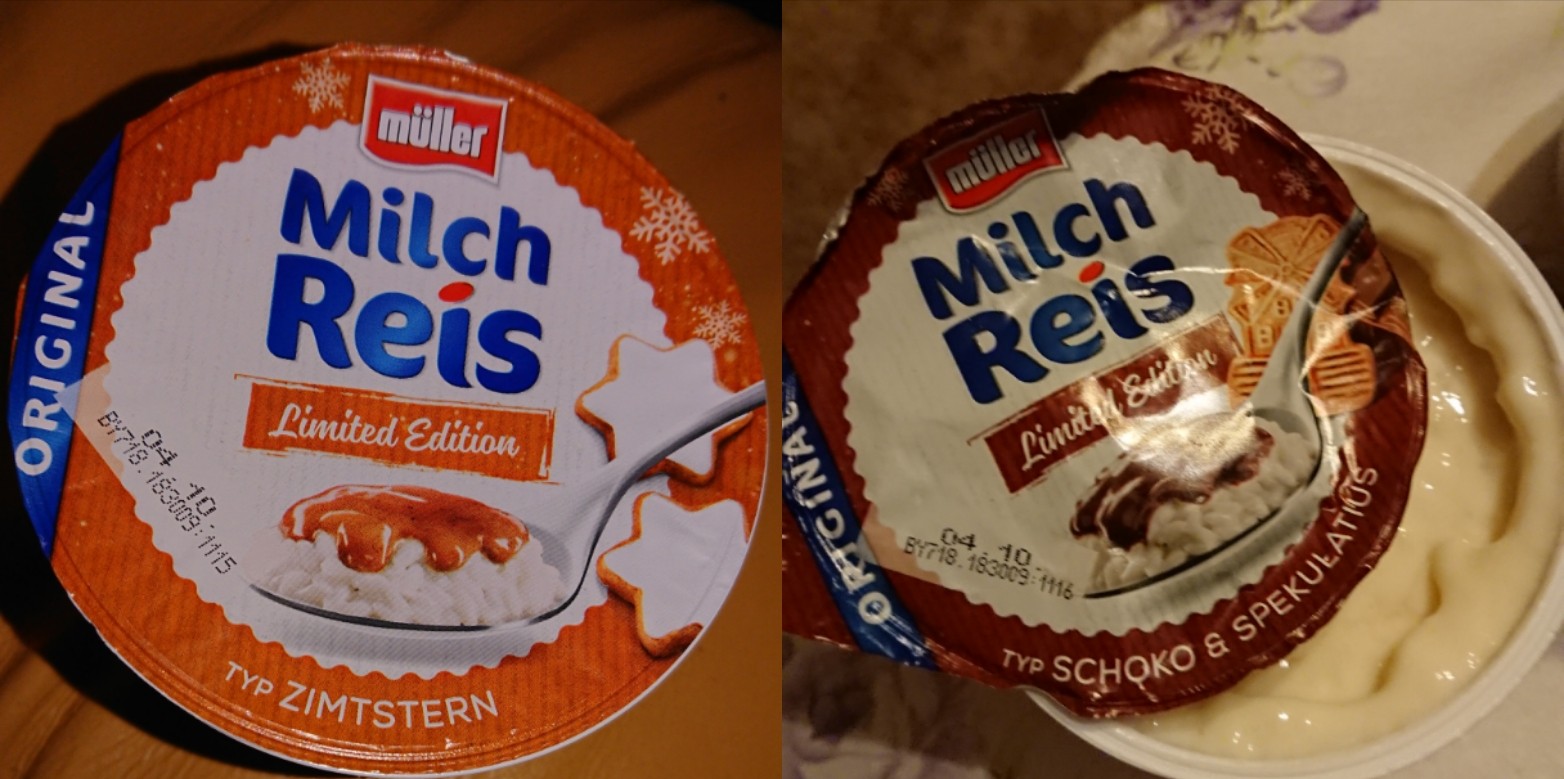 müller
Milch
Reis
Limited Edition
ORIGINAL
04.10.
BY718.183009:1115
TYP ZIMTSTERN
müller
Milch
Reis
Limited Edition
ORIGINAL
04.10.
BY718.183009:1116
TYP SCHOKO & SPEKULATIUS